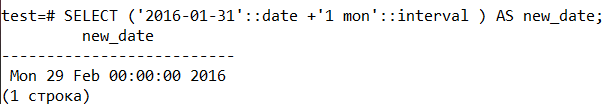 test=# SELECT ('2016-01-31'::date +'1 mon'::interval ) AS new_date;
new_date
--------------------------
Mon 29 Feb 00:00:00 2016
(1 строка)